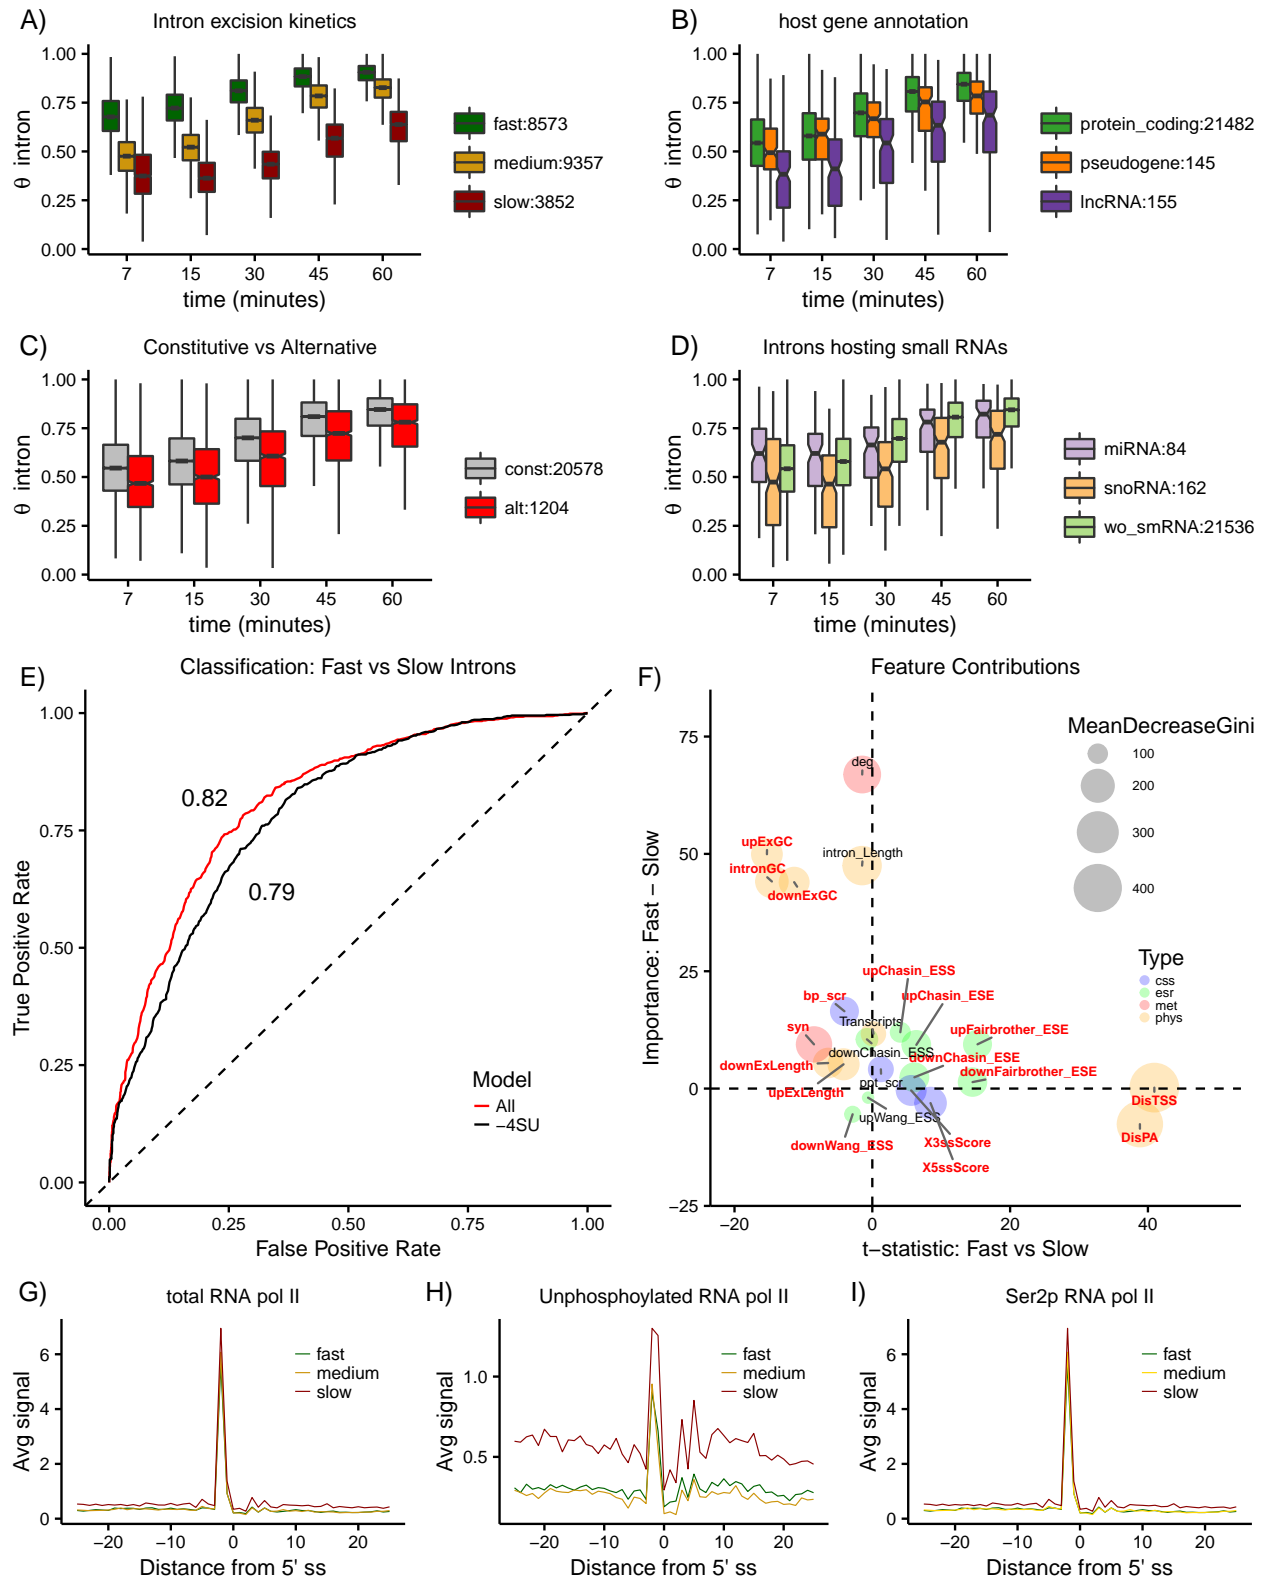 A)
Intron excision kinetics
1.00
0.75
0.50
0.25
0.00
θ intron
7 15 30 45 60
time (minutes)
fast:8573
medium:9357
slow:3852
B)
host gene annotation
1.00
0.75
0.50
0.25
0.00
θ intron
7 15 30 45 60
time (minutes)
protein_coding:21482
pseudogene:145
lncRNA:155
C)
Constitutive vs Alternative
1.00
0.75
0.50
0.25
0.00
θ intron
7 15 30 45 60
time (minutes)
const:20578
alt:1204
D)
Introns hosting small RNAs
1.00
0.75
0.50
0.25
0.00
θ intron
7 15 30 45 60
time (minutes)
miRNA:84
snoRNA:162
wo_smRNA:21536
E)
Classification: Fast vs Slow Introns
1.00
0.75
0.50
0.25
0.00
True Positive Rate
0.82
0.79
Model
All
−4SU
0.00 0.25 0.50 0.75 1.00
False Positive Rate
F)
Feature Contributions
75
50
25
0
−25
Importance: Fast − Slow
MeanDecreaseGini
100
200
300
400
Type
css
esr
met
phys
deg
upExGC
intron_Length
intronGC
downExGC
upChasin_ESS
bp_scr
upChasin_ESE
Transcripts
syn
upFairbrother_ESE
downChasin_ESS
downChasin_ESE
downExLength
downFairbrother_ESE
ppt_scr
upExLength
DisTSS
upWang_ESS
DisPA
downWang_ESS
X3ssScore
X5ssScore
−20 0 20 40
t−statistic: Fast vs Slow
G)
total RNA pol II
6
4
2
0
Avg signal
fast
medium
slow
−20 −10 0 10 20
Distance from 5' ss
H)
Unphosphoylated RNA pol II
1.0
0.5
Avg signal
fast
medium
slow
−20 −10 0 10 20
Distance from 5' ss
I)
Ser2p RNA pol II
6
4
2
0
Avg signal
fast
medium
slow
−20 −10 0 10 20
Distance from 5' ss